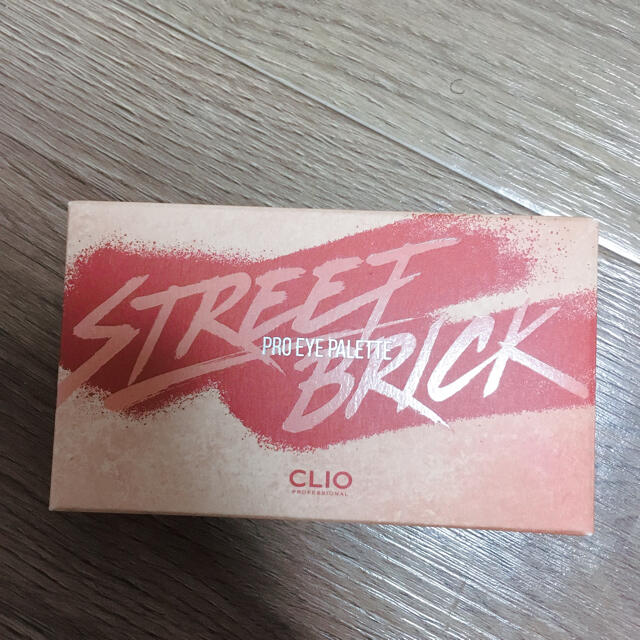 STREET
PRO EYE PALETTE
BRICK
CLIO
PROFESSIONAL